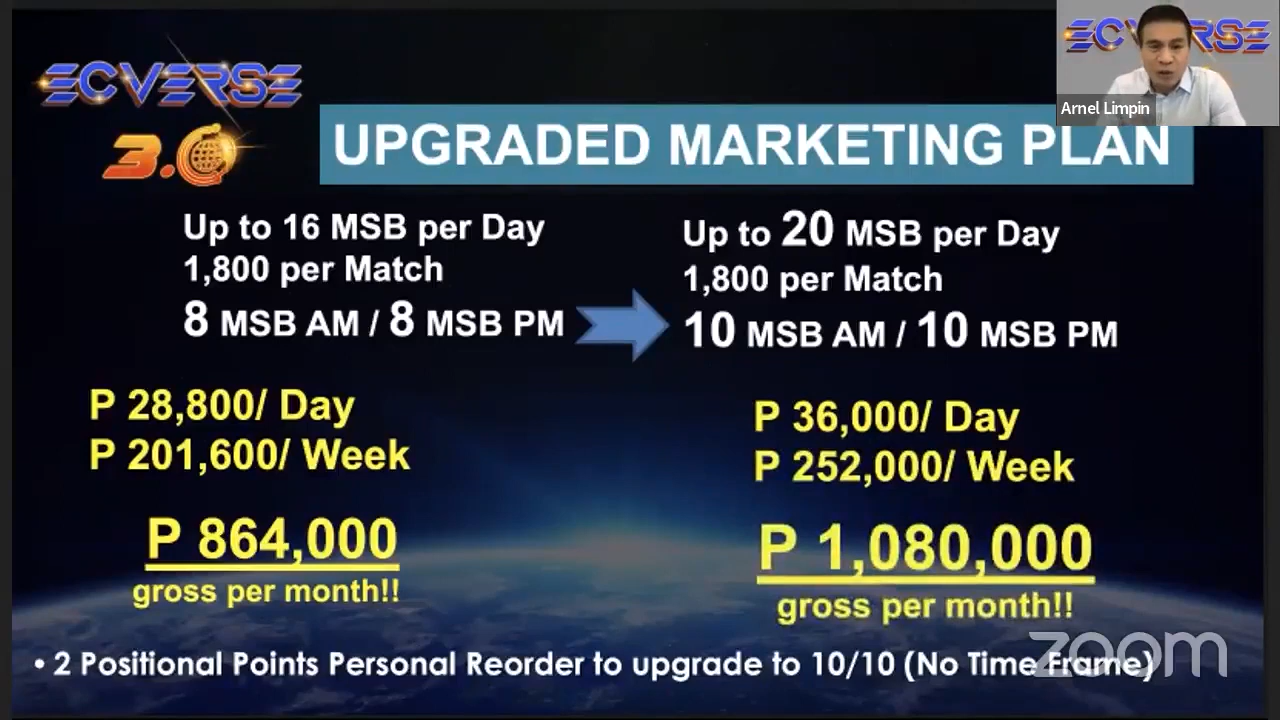 ECVERSE
3.0
ECVERSE
Arnel Limpin
UPGRADED MARKETING PLAN
Up to 16 MSB per Day
1,800 per Match
8 MSB AM / 8 MSB PM
Up to 20 MSB per Day
1,800 per Match
10 MSB AM / 10 MSB PM
P 28,800/ Day
P 201,600/ Week
P 864,000
gross per month!!
P 36,000/ Day
P 252,000/ Week
P 1,080,000
gross per month!!
• 2 Positional Points Personal Reorder to upgrade to 10/10 (No Time Frame)
zoom